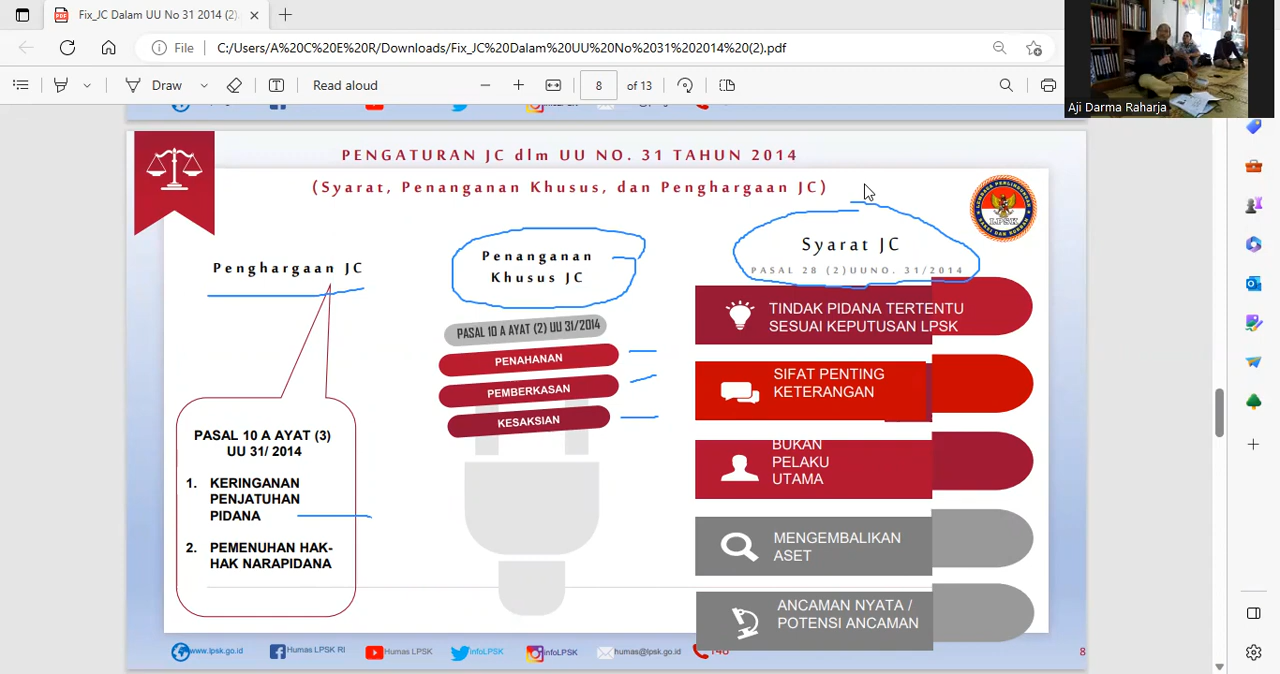 Fix_JC Dalam UU No 31 2014 (2).
File
C:/Users/A%20C%20E%20R/Downloads/Fix_JC%20Dalam%20UU%20No%2031%202014%20(2).pdf
Draw
Read aloud
8
of 13
Aji Darma Raharja
PENGATURAN JC dlm UU NO. 31 TAHUN 2014
(Syarat, Penanganan Khusus, dan Penghargaan JC)
Penghargaan JC
PASAL 10 A AYAT (3)
UU 31/ 2014
1. KERINGANAN
PENJATUHAN
PIDANA
2. PEMENUHAN HAK-
HAK NARAPIDANA
Penanganan
Khusus JC
PASAL 10 A AYAT (2) UU 31/2014
PENAHANAN
PEMBERKASAN
KESAKSIAN
Syarat JC
PASAL 28 (2)UUNO. 31/2014
TINDAK PIDANA TERTENTU
SESUAI KEPUTUSAN LPSK
SIFAT PENTING
KETERANGAN
BUKAN
PELAKU
UTAMA
MENGEMBALIKAN
ASET
ANCAMAN NYATA /
POTENSI ANCAMAN
www.lpsk.go.id
Humas LPSK RI
Humas LPSK
infoLPSK
infoLPSK
humas@lpsk.go.id
148
8